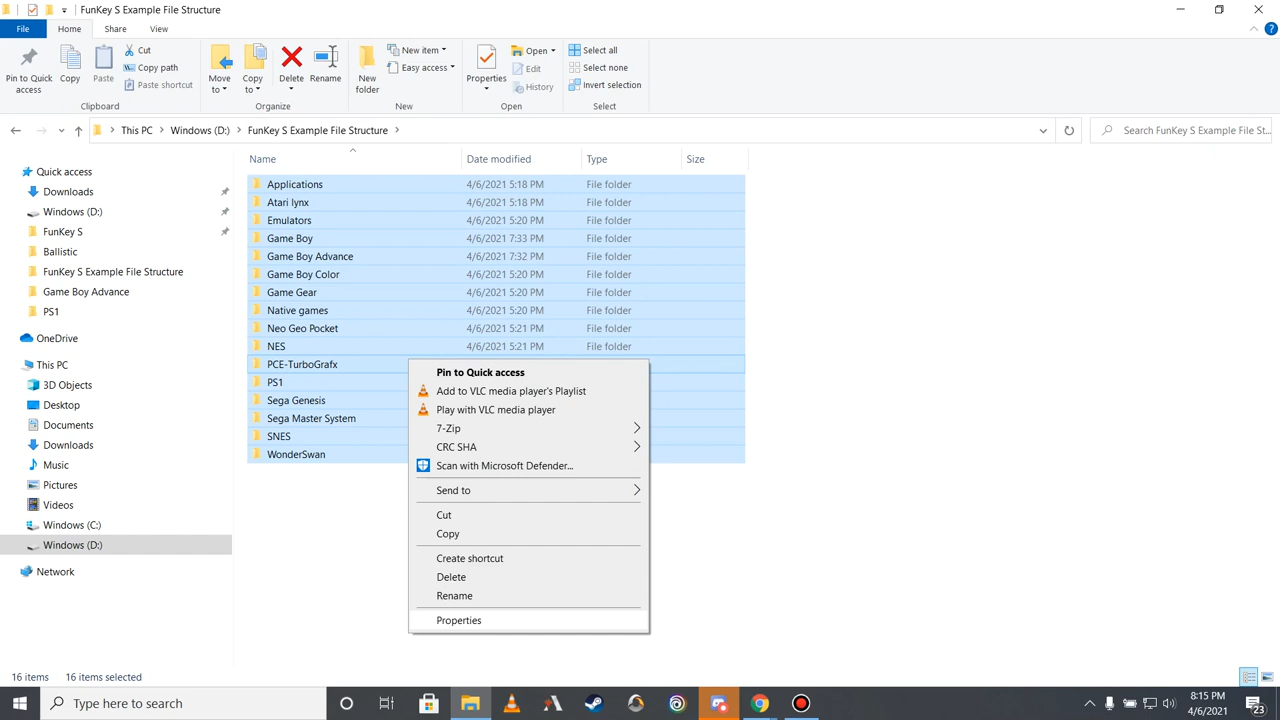 FunKey S Example File Structure
File
Home
Share
View
Pin to Quick access
Copy
Paste
Cut
Copy path
Paste shortcut
Clipboard
Move to
Copy to
Delete
Rename
Organize
New folder
New item
Easy access
New
Properties
Open
Edit
History
Open
Select all
Select none
Invert selection
Select
This PC
Windows (D:)
FunKey S Example File Structure
Search FunKey S Example File St...
Name
Date modified
Type
Size
Quick access
Downloads
Windows (D:)
FunKey S
Ballistic
FunKey S Example File Structure
Game Boy Advance
PS1
OneDrive
This PC
3D Objects
Desktop
Documents
Downloads
Music
Pictures
Videos
Windows (C:)
Windows (D:)
Network
Applications 4/6/2021 5:18 PM File folder
Atari lynx 4/6/2021 5:18 PM File folder
Emulators 4/6/2021 5:20 PM File folder
Game Boy 4/6/2021 7:33 PM File folder
Game Boy Advance 4/6/2021 7:32 PM File folder
Game Boy Color 4/6/2021 5:20 PM File folder
Game Gear 4/6/2021 5:20 PM File folder
Native games 4/6/2021 5:20 PM File folder
Neo Geo Pocket 4/6/2021 5:21 PM File folder
NES 4/6/2021 5:21 PM File folder
PCE-TurboGrafx
PS1
Sega Genesis
Sega Master System
SNES
WonderSwan
Pin to Quick access
Add to VLC media player's Playlist
Play with VLC media player
7-Zip
CRC SHA
Scan with Microsoft Defender...
Send to
Cut
Copy
Create shortcut
Delete
Rename
Properties
16 items
16 items selected
Type here to search
8:15 PM
4/6/2021
23